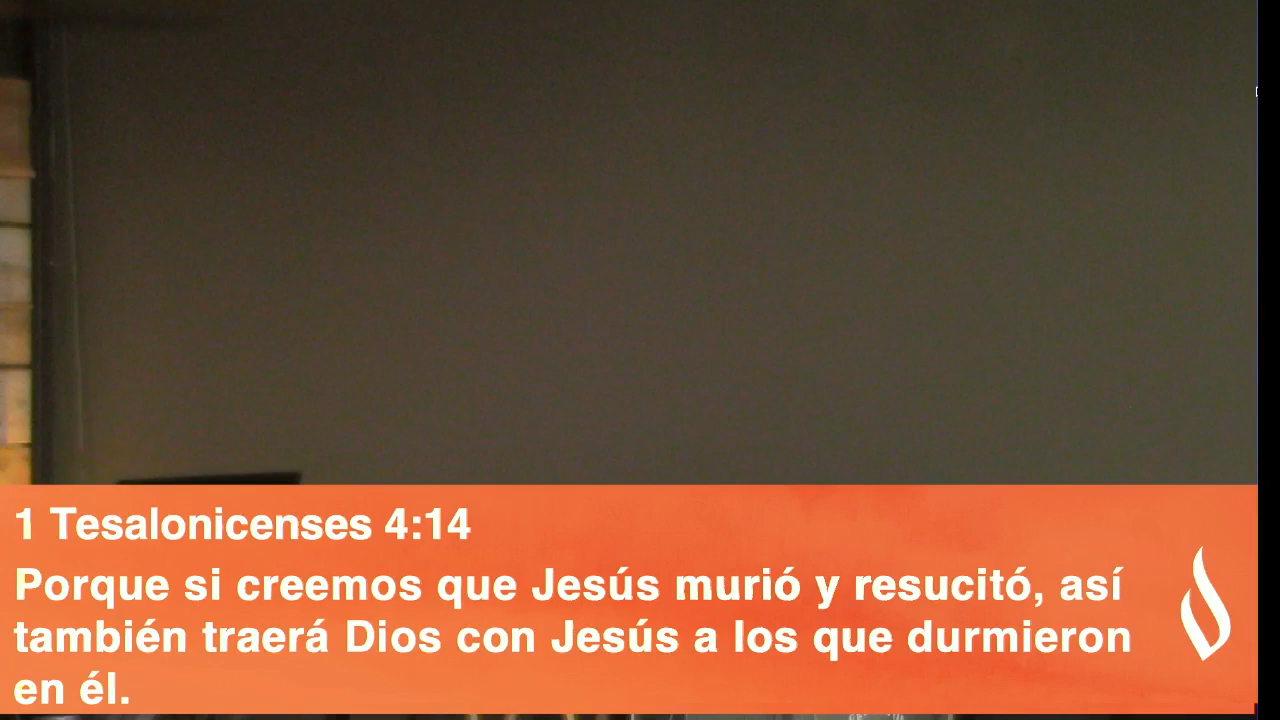 1 Tesalonicenses 4:14
Porque si creemos que Jesús murió y resucitó, así
también traerá Dios con Jesús a los que durmieron
en él.